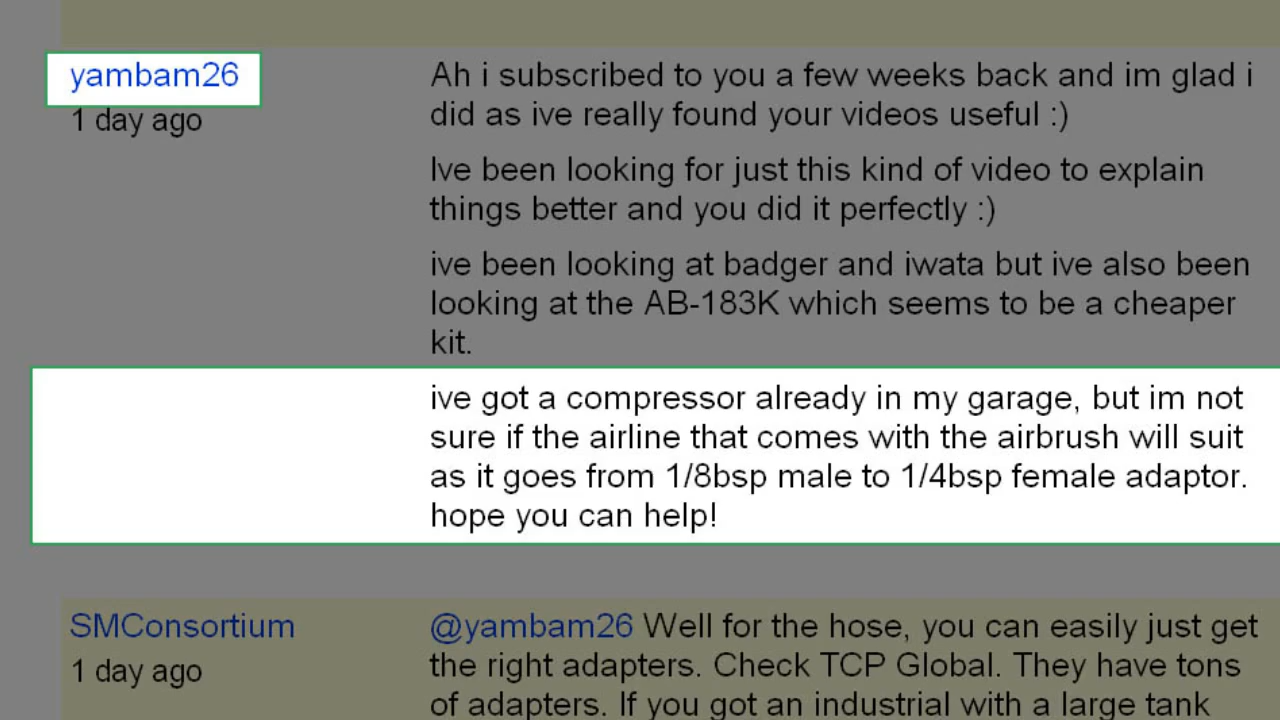 yambam26
1 day ago
Ah i subscribed to you a few weeks back and im glad i
did as ive really found your videos useful :)
Ive been looking for just this kind of video to explain
things better and you did it perfectly :)
ive been looking at badger and iwata but ive also been
looking at the AB-183K which seems to be a cheaper
kit.
ive got a compressor already in my garage, but im not
sure if the airline that comes with the airbrush will suit
as it goes from 1/8bsp male to 1/4bsp female adaptor.
hope you can help!
SMConsortium
1 day ago
@yambam26 Well for the hose, you can easily just get
the right adapters. Check TCP Global. They have tons
of adapters. If you got an industrial with a large tank